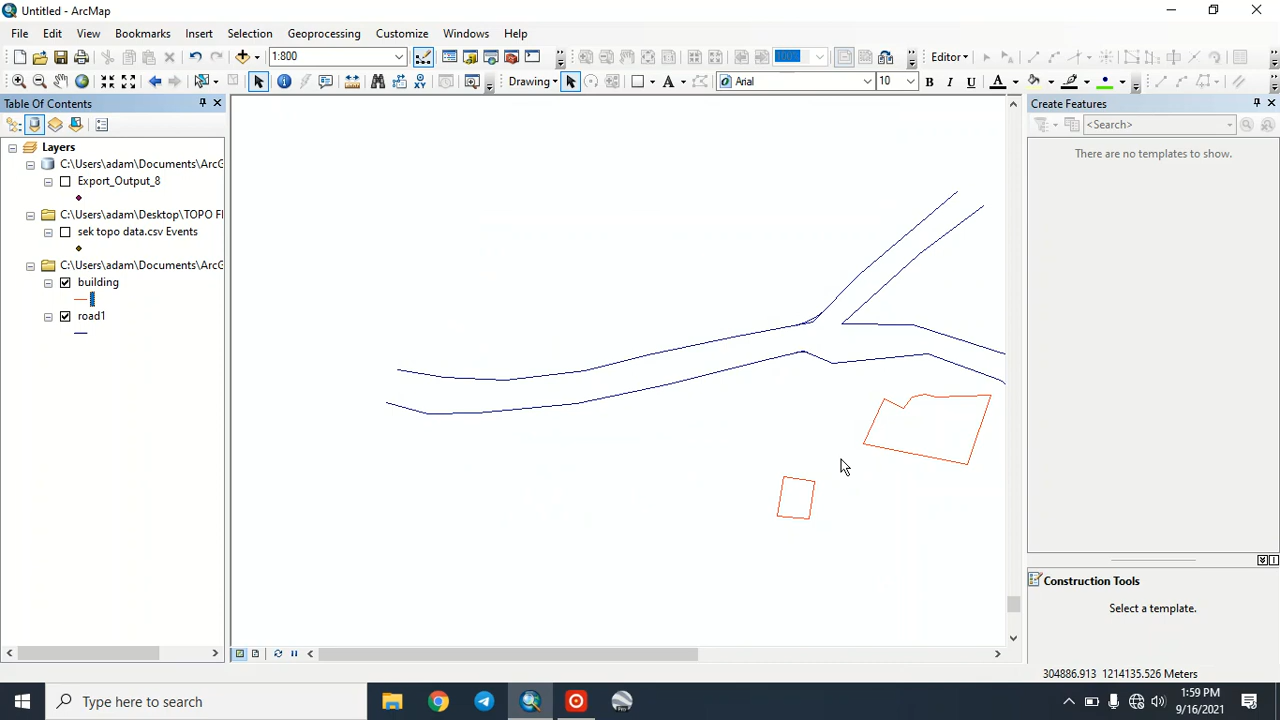 Untitled - ArcMap
File Edit View Bookmarks Insert Selection Geoprocessing Customize Windows Help
1:800
100%
Editor
Drawing
Arial
10
B I U A
Table Of Contents
Layers
C:\Users\adam\Documents\ArcG
Export_Output_8
C:\Users\adam\Desktop\TOPO FI
sek topo data.csv Events
C:\Users\adam\Documents\ArcG
building
road1
Create Features
<Search>
There are no templates to show.
Construction Tools
Select a template.
304886.913 1214135.526 Meters
Type here to search
1:59 PM
9/16/2021